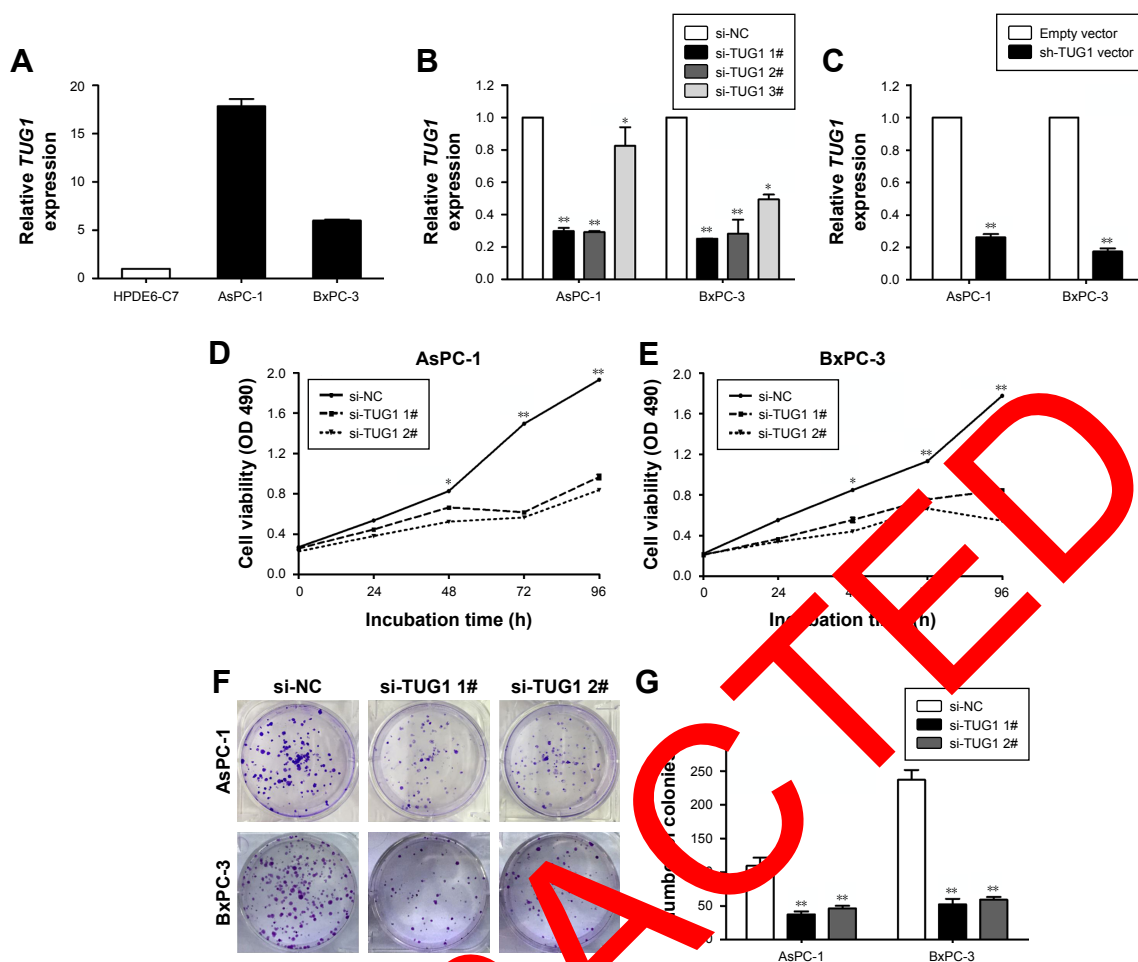 A
Relative TUG1
expression
20
15
10
5
0
HPDE6-C7
AsPC-1
BxPC-3
B
si-NC
si-TUG1 1#
si-TUG1 2#
si-TUG1 3#
Relative TUG1
expression
1.2
1.0
0.8
0.6
0.4
0.2
0.0
*
**
**
*
**
**
AsPC-1
BxPC-3
C
Empty vector
sh-TUG1 vector
Relative TUG1
expression
1.2
1.0
0.8
0.6
0.4
0.2
0.0
**
**
AsPC-1
BxPC-3
D
AsPC-1
Cell viability (OD 490)
2.0
1.6
1.2
0.8
0.4
0.0
si-NC
si-TUG1 1#
si-TUG1 2#
*
**
**
0
24
48
72
96
Incubation time (h)
E
BxPC-3
Cell viability (OD 490)
2.0
1.6
1.2
0.8
0.4
0.0
si-NC
si-TUG1 1#
si-TUG1 2#
*
**
**
0
24
96
time
F
si-NC
si-TUG1 1#
si-TUG1 2#
AsPC-1
BxPC-3
G
si-NC
si-TUG1 1#
si-TUG1 2#
colonies
250
200
50
**
**
**
**
AsPC-1
BxPC-3
ACTED